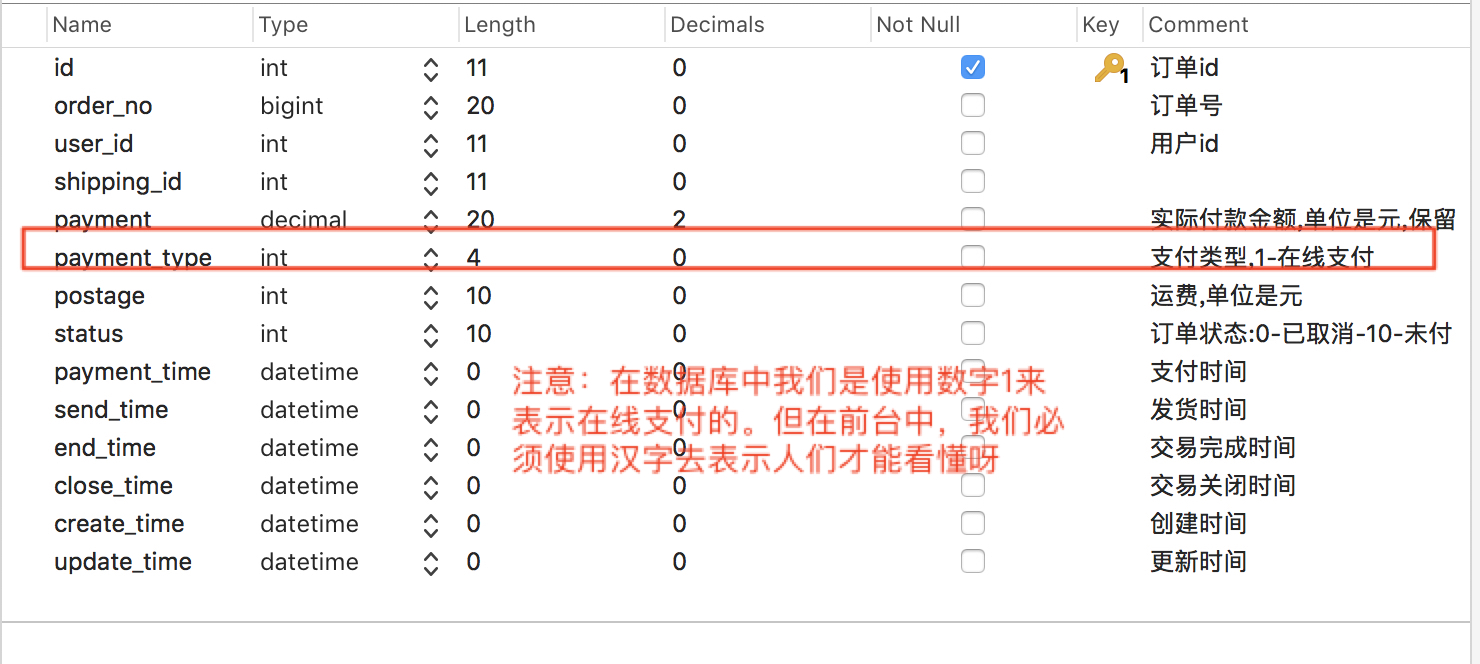 Name Type Length Decimals Not Null Key Comment
id int 11 0 1 订单id
order_no bigint 20 0 订单号
user_id int 11 0 用户id
shipping_id int 11 0
payment decimal 20 2 实际付款金额,单位是元,保留
payment_type int 4 0 支付类型,1-在线支付
postage int 10 0 运费,单位是元
status int 10 0 订单状态:0-已取消-10-未付
payment_time datetime 0 0 支付时间
send_time datetime 0 0 发货时间
end_time datetime 0 0 交易完成时间
close_time datetime 0 0 交易关闭时间
create_time datetime 0 0 创建时间
update_time datetime 0 0 更新时间
注意：在数据库中我们是使用数字1来
表示在线支付的。但在前台中，我们必
须使用汉字去表示人们才能看懂呀